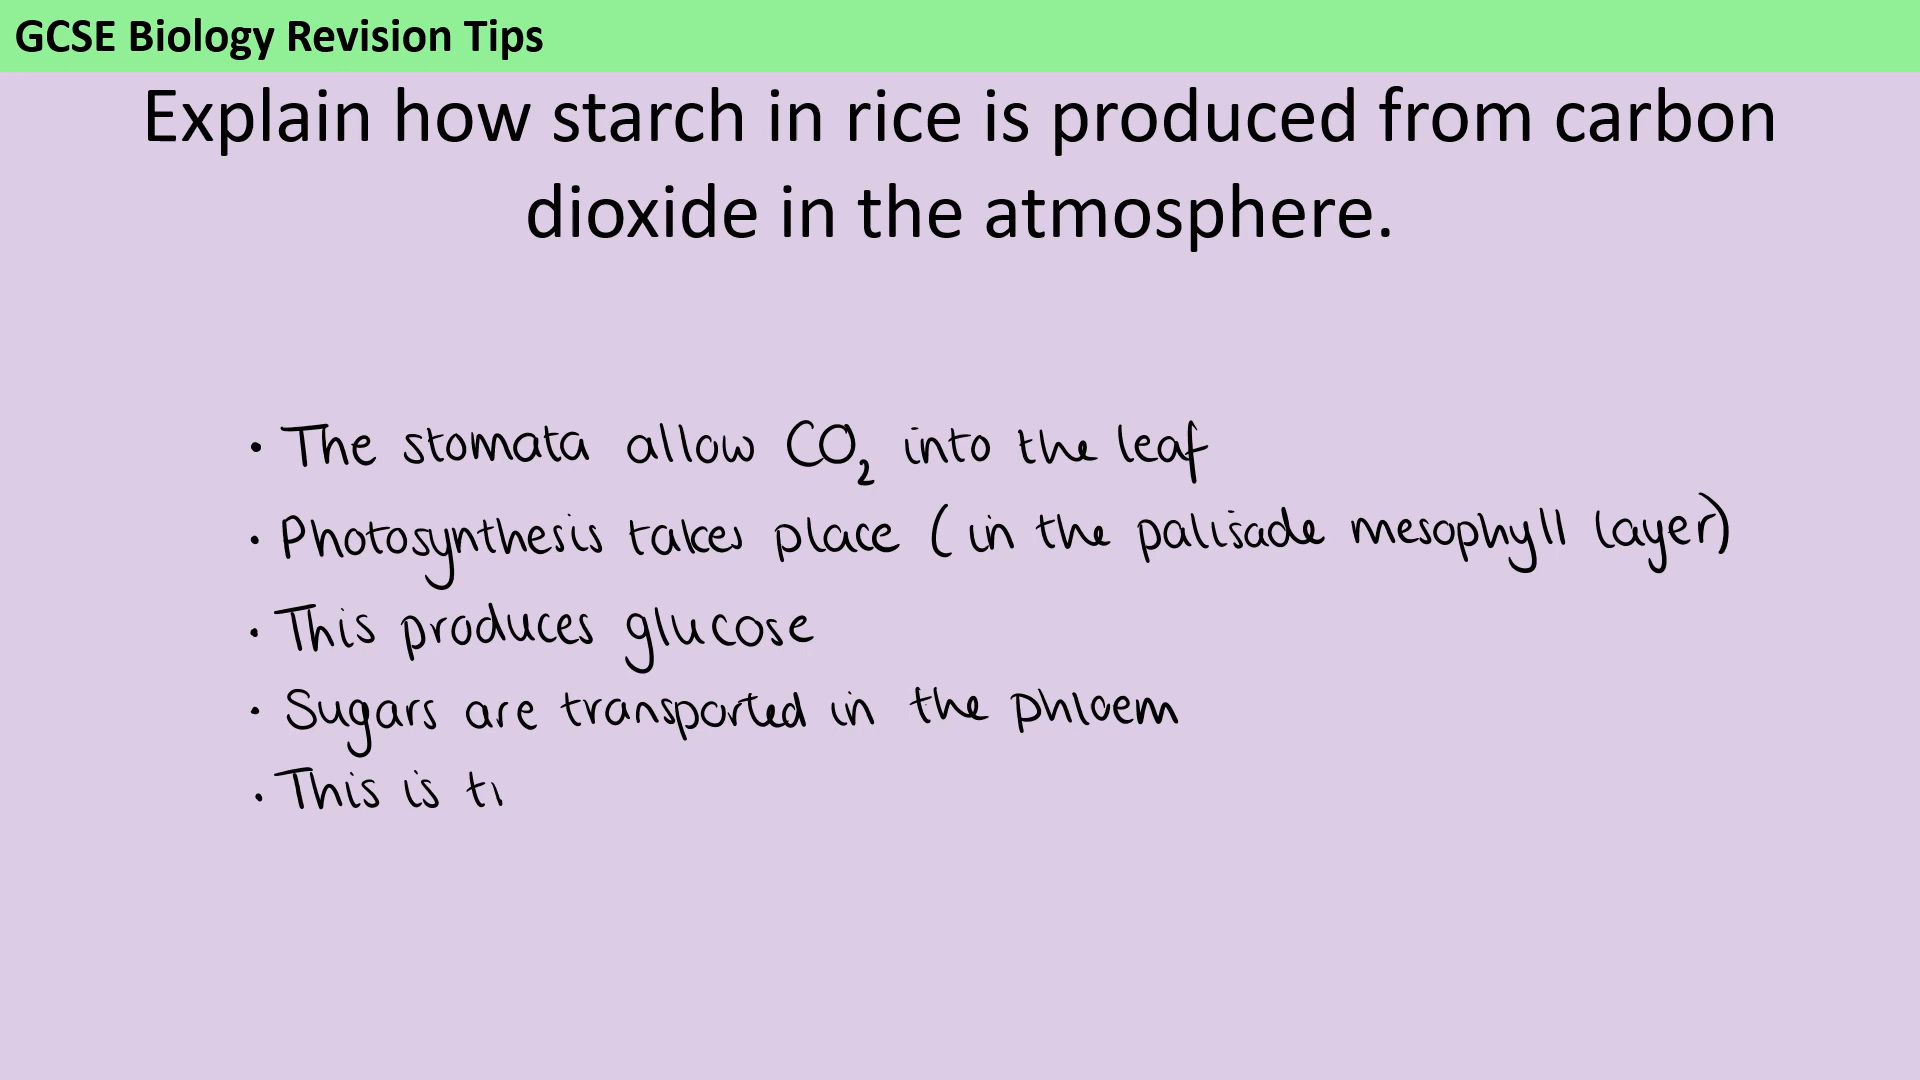 GCSE Biology Revision Tips
Explain how starch in rice is produced from carbon
dioxide in the atmosphere.
• The stomata allow CO₂ into the leaf
• Photosynthesis takes place (in the palisade mesophyll layer)
• This produces glucose
• Sugars are transported in the phloem
• This is